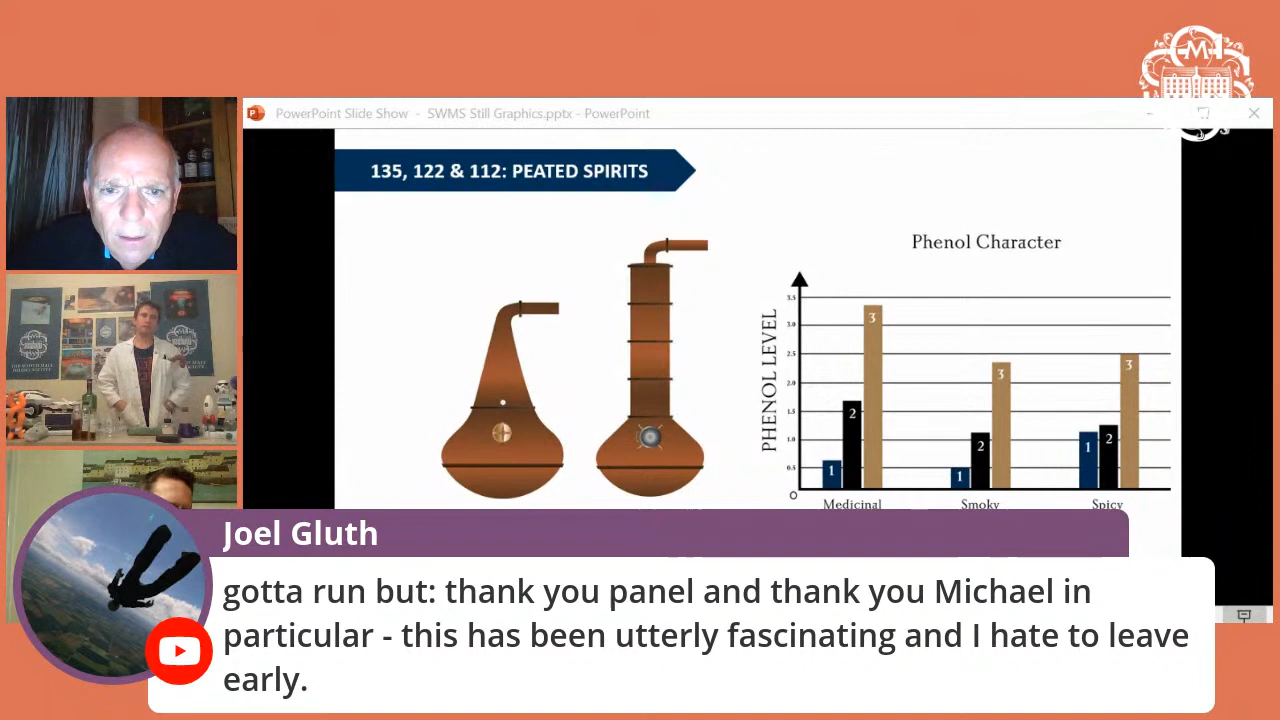 M
PowerPoint Slide Show - SWMS Still Graphics.pptx - PowerPoint
135, 122 & 112: PEATED SPIRITS
Phenol Character
PHENOL LEVEL
3.5
3.0
2.5
2.0
1.5
1.0
0.5
O
1
2
3
1
2
3
1
2
3
Medicinal
Smoky
Spicy
Joel Gluth
gotta run but: thank you panel and thank you Michael in
particular - this has been utterly fascinating and I hate to leave
early.